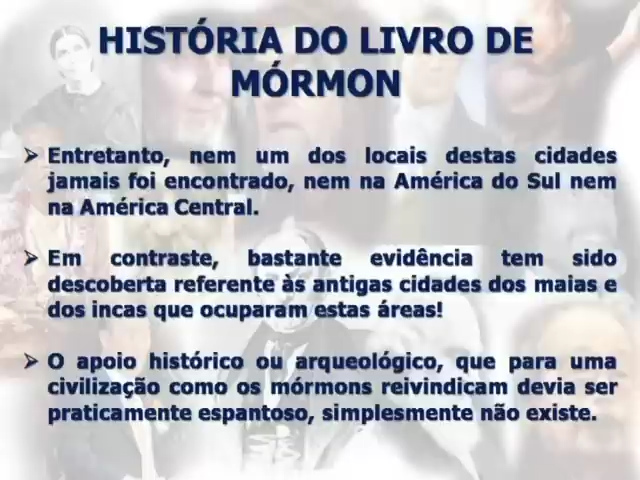 HISTÓRIA DO LIVRO DE
MÓRMON
➢ Entretanto, nem um dos locais destas cidades
jamais foi encontrado, nem na América do Sul nem
na América Central.
➢ Em contraste, bastante evidência tem sido
descoberta referente às antigas cidades dos maias e
dos incas que ocuparam estas áreas!
➢ O apoio histórico ou arqueológico, que para uma
civilização como os mórmons reivindicam devia ser
praticamente espantoso, simplesmente não existe.